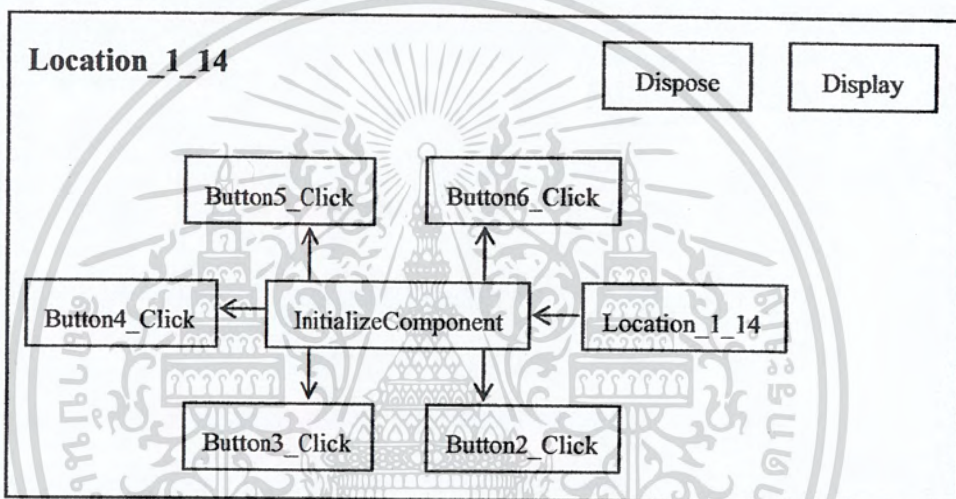 Location_1_14
Dispose
Display
Button5_Click
Button6_Click
Button4_Click
InitializeComponent
Location_1_14
Button3_Click
Button2_Click